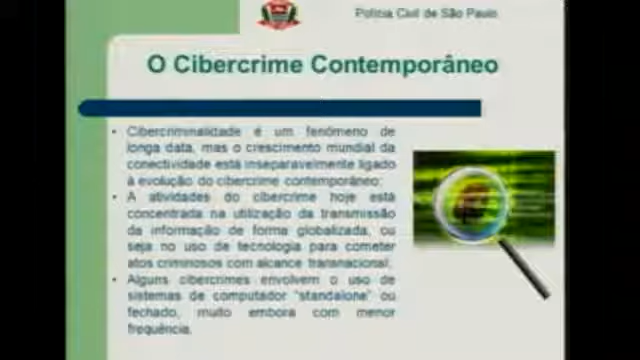 Polícia Civil de São Paulo
O Cibercrime Contemporâneo
• Cibercriminalidade é um fenômeno de
longa data, mas o crescimento mundial da
conectividade está inseparavelmente ligado
à evolução do cibercrime contemporâneo;
• A atividades do cibercrime hoje está
concentrada na utilização da transmissão
da informação de forma globalizada, ou
seja no uso de tecnologia para cometer
atos criminosos com alcance transnacional;
• Alguns cibercrimes envolvem o uso de
sistemas de computador "standalone" ou
fechado, muito embora com menor
frequência.